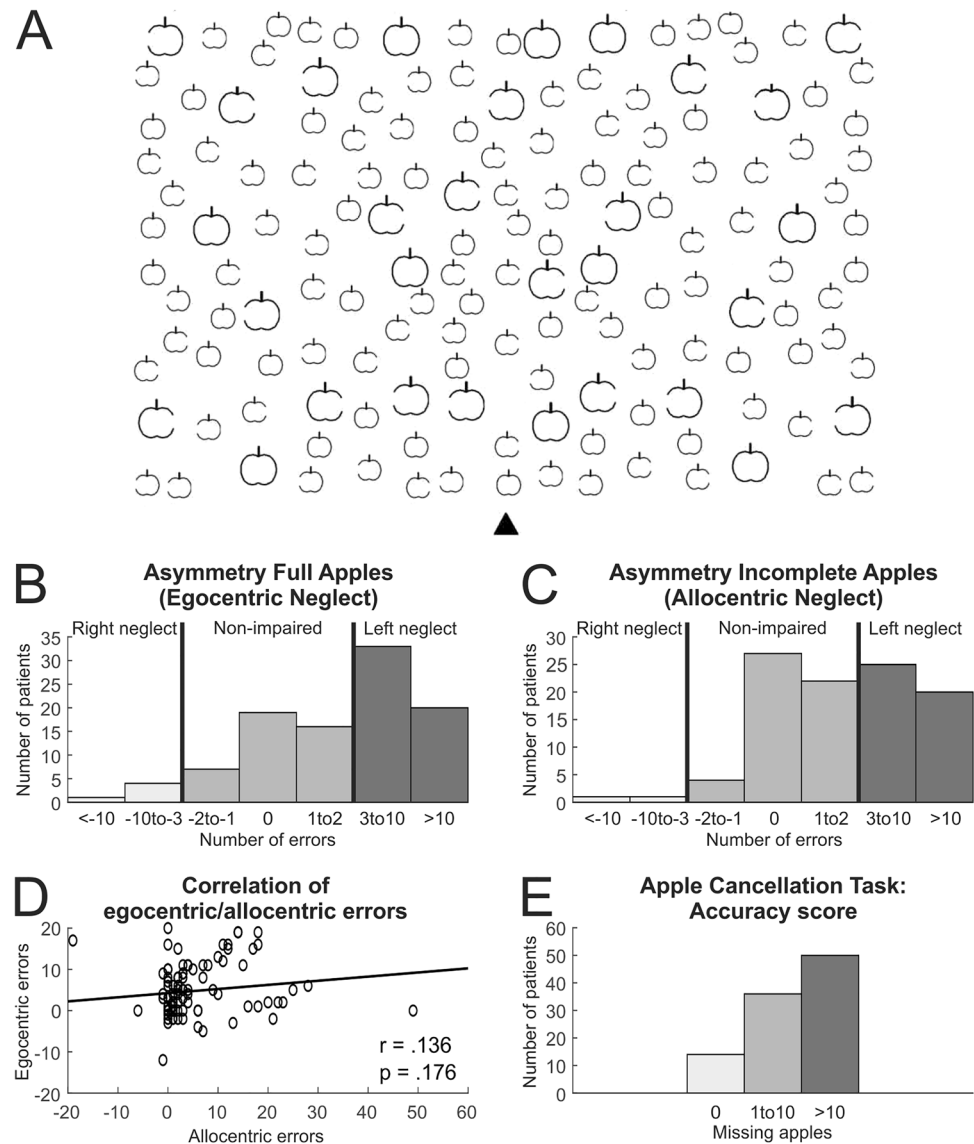 A
B
Asymmetry Full Apples
(Egocentric Neglect)
Right neglect Non-impaired Left neglect
Number of patients
35
30
25
20
15
10
5
0
<-10 -10to-3 -2to-1 0 1to2 3to10 >10
Number of errors
C
Asymmetry Incomplete Apples
(Allocentric Neglect)
Right neglect Non-impaired Left neglect
Number of patients
30
25
20
15
10
5
0
<-10 -10to-3 -2to-1 0 1to2 3to10 >10
Number of errors
D
Correlation of
egocentric/allocentric errors
Egocentric errors
20
10
0
-10
-20
r = .136
p = .176
-20 -10 0 10 20 30 40 50 60
Allocentric errors
E
Apple Cancellation Task:
Accuracy score
Number of patients
60
50
40
30
20
10
0
0 1to10 >10
Missing apples